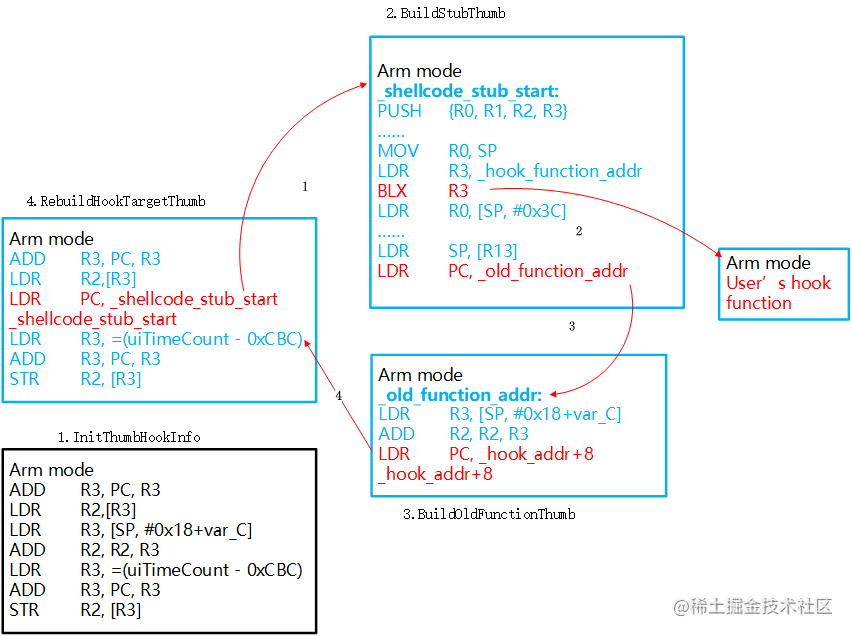 2.BuildStubThumb
Arm mode
_shellcode_stub_start:
PUSH {R0, R1, R2, R3}
......
MOV R0, SP
LDR R3, _hook_function_addr
BLX R3
LDR R0, [SP, #0x3C]
......
LDR SP, [R13]
LDR PC, _old_function_addr
1
2
3
4
4.RebuildHookTargetThumb
Arm mode
ADD R3, PC, R3
LDR R2,[R3]
LDR PC, _shellcode_stub_start
_shellcode_stub_start
LDR R3, =(uiTimeCount - 0xCBC)
ADD R3, PC, R3
STR R2, [R3]
Arm mode
User’s hook
function
Arm mode
_old_function_addr:
LDR R3, [SP, #0x18+var_C]
ADD R2, R2, R3
LDR PC, _hook_addr+8
_hook_addr+8
3.BuildOldFunctionThumb
1.InitThumbHookInfo
Arm mode
ADD R3, PC, R3
LDR R2,[R3]
LDR R3, [SP, #0x18+var_C]
ADD R2, R2, R3
LDR R3, =(uiTimeCount - 0xCBC)
ADD R3, PC, R3
STR R2, [R3]
@稀土掘金技术社区